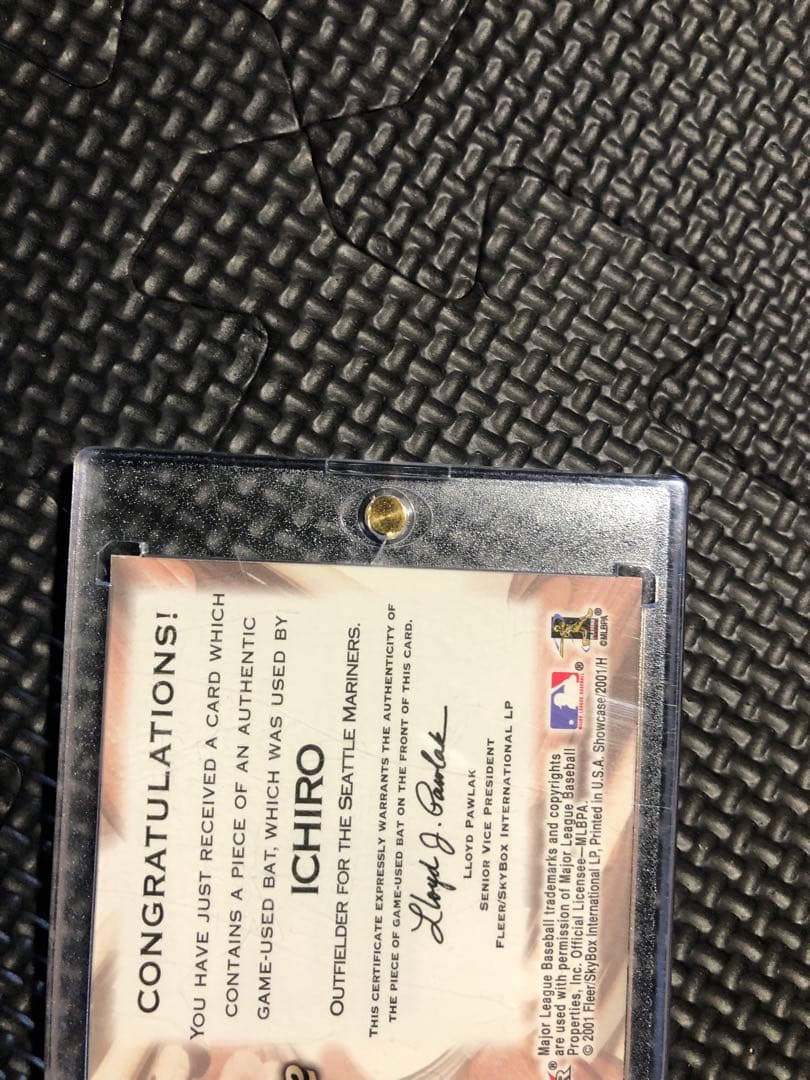 CONGRATULATIONS!
YOU HAVE JUST RECEIVED A CARD WHICH
CONTAINS A PIECE OF AN AUTHENTIC
GAME-USED BAT, WHICH WAS USED BY
ICHIRO
OUTFIELDER FOR THE SEATTLE MARINERS.
THIS CERTIFICATE EXPRESSLY WARRANTS THE AUTHENTICITY OF
THE PIECE OF GAME-USED BAT ON THE FRONT OF THIS CARD.
Lloyd J. Pawlak
LLOYD PAWLAK
SENIOR VICE PRESIDENT
FLEER/SKYBOX INTERNATIONAL LP
Major League Baseball trademarks and copyrights
are used with permission of Major League Baseball
Properties, Inc. Official Licensee—MLBPA.
© 2001 Fleer/SkyBox International LP, Printed in U.S.A. Showcase/2001/H
MAJOR LEAGUE BASEBALL ®
©MLBPA ®